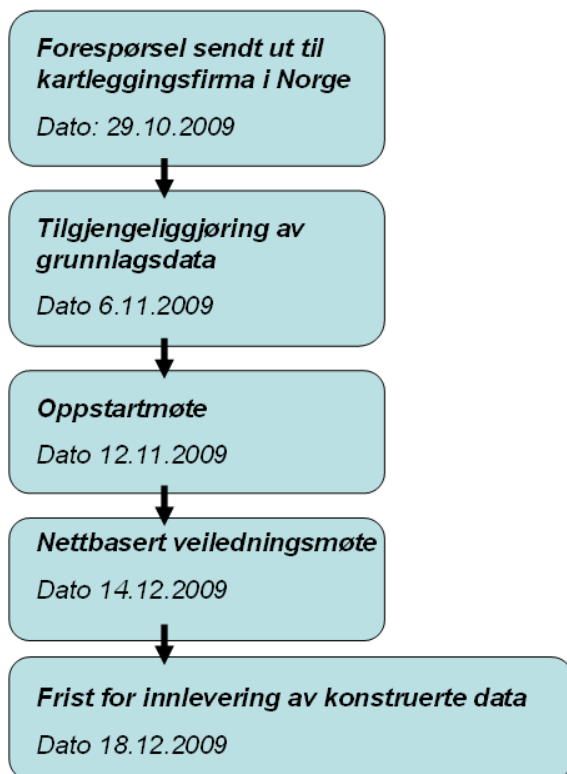 Forespørsel sendt ut til
kartleggingsfirma i Norge
Dato: 29.10.2009
Tilgjengeliggjøring av
grunnlagsdata
Dato 6.11.2009
Oppstartmøte
Dato 12.11.2009
Nettbasert veiledningsmøte
Dato 14.12.2009
Frist for innlevering av konstruerte data
Dato 18.12.2009